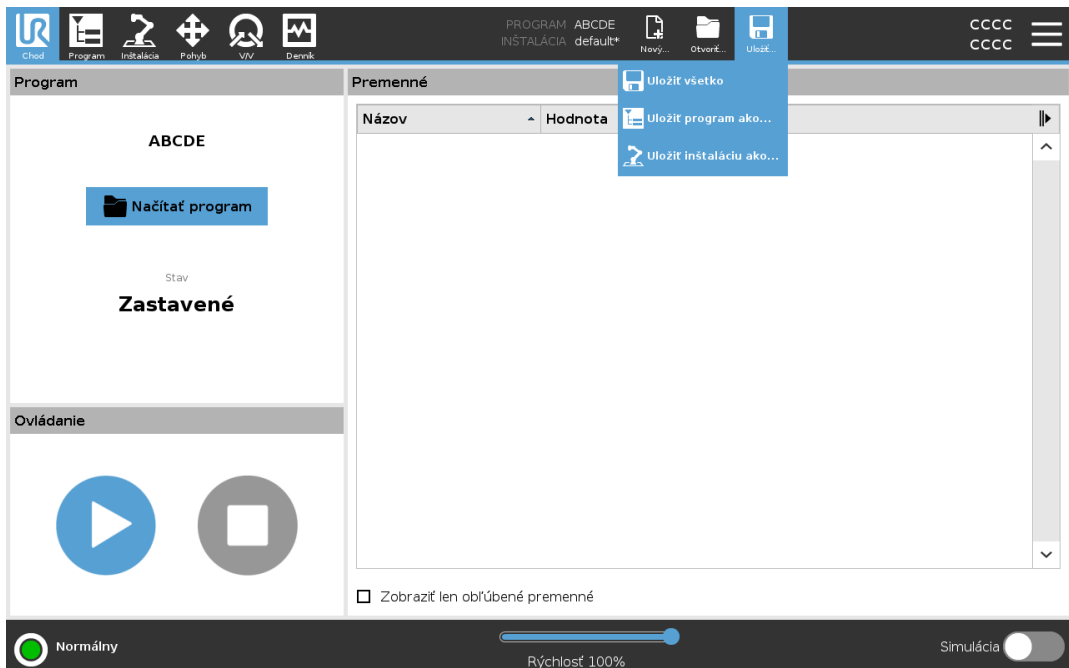 UR
Chod
Program
Inštalácia
Pohyb
V/V
Denník
PROGRAM ABCDE
INŠTALÁCIA default*
Nový...
Otvoriť...
Uložiť...
CCCC
CCCC
Uložiť všetko
Uložiť program ako...
Uložiť inštaláciu ako...
Program
ABCDE
Načítať program
Stav
Zastavené
Premenné
Názov
Hodnota
Ovládanie
Zobraziť len obľúbené premenné
Normálny
Rýchlosť 100%
Simulácia